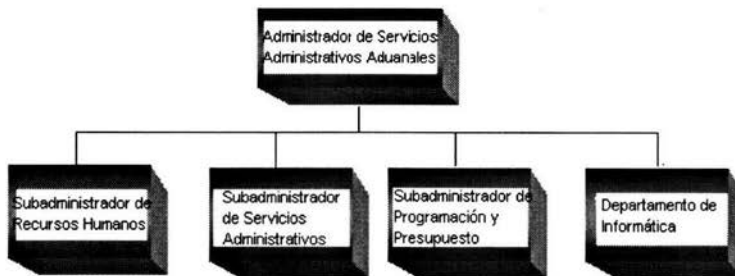 Administrador de Servicios
Administrativos Aduanales
Subadministrador de
Recursos Humanos
Subadministrador
de Servicios
Administrativos
Subadministrador de
Programación y
Presupuesto
Departamento de
Informática